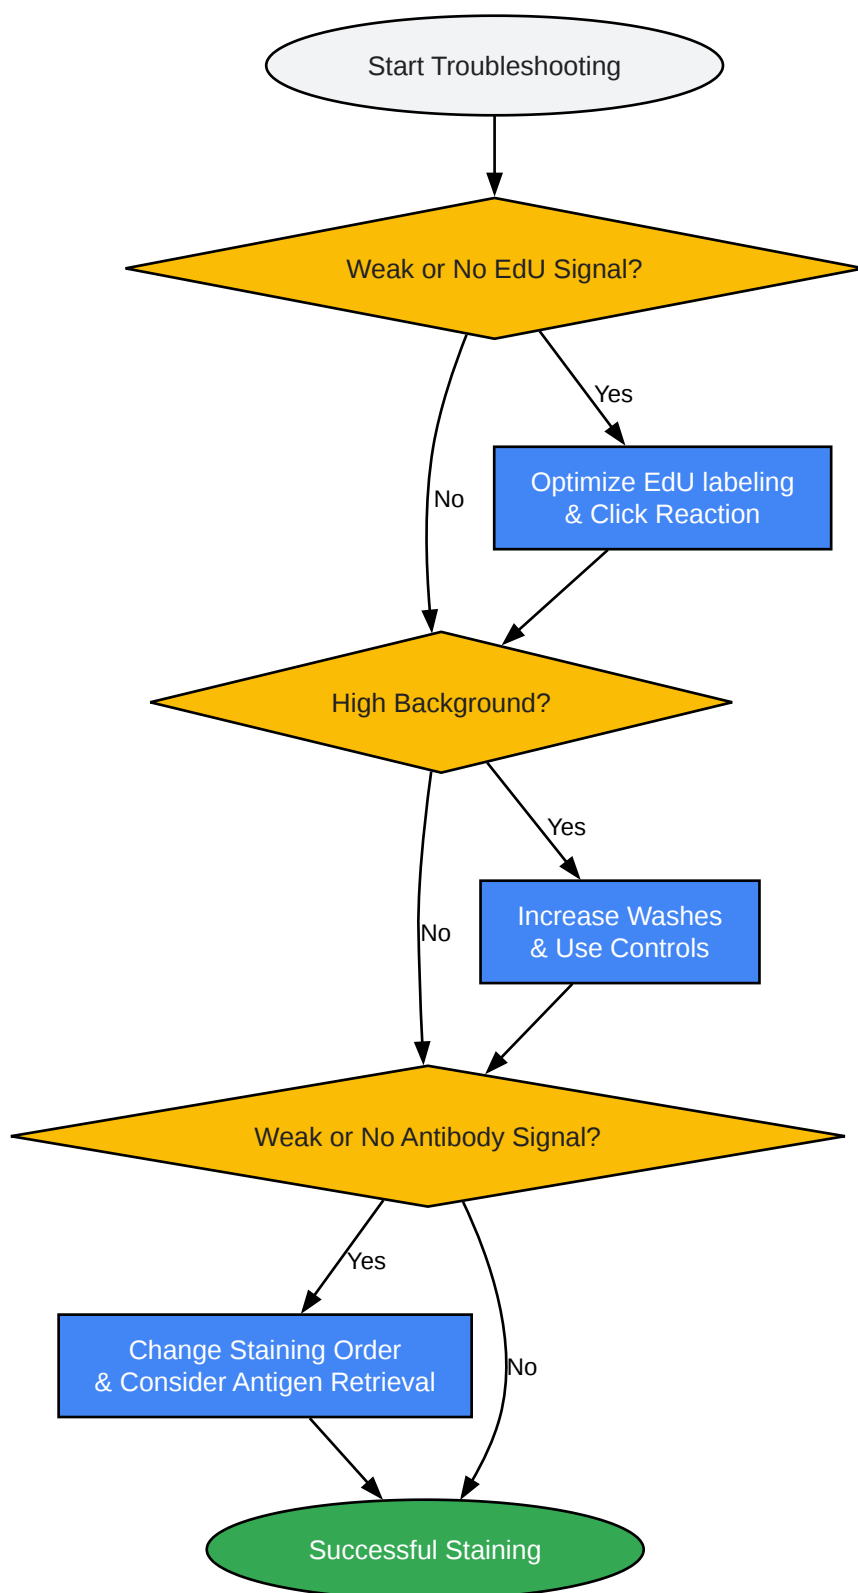 Start Troubleshooting
Weak or No EdU Signal?
Yes
Optimize EdU labeling
& Click Reaction
No
High Background?
Yes
Increase Washes
& Use Controls
No
Weak or No Antibody Signal?
Yes
Change Staining Order
& Consider Antigen Retrieval
No
Successful Staining